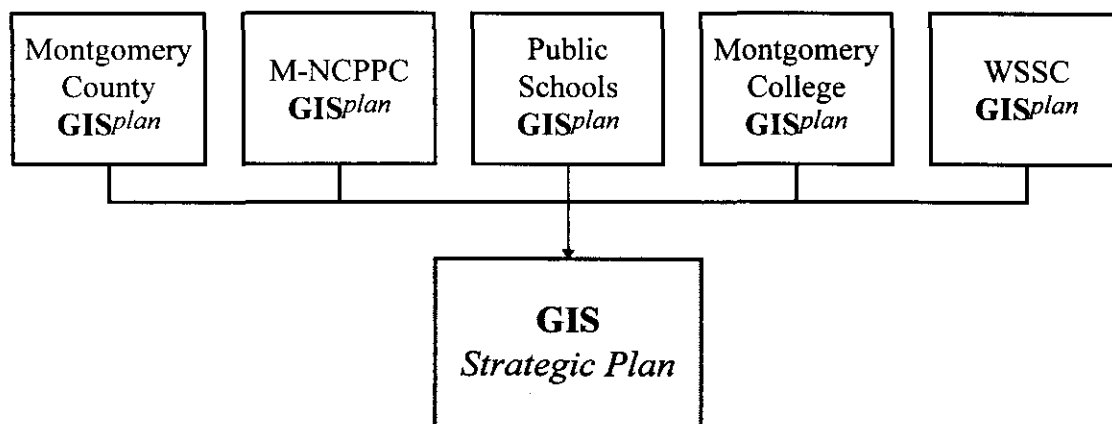 Montgomery
County
GISplan
M-NCPPC
GISplan
Public
Schools
GISplan
Montgomery
College
GISplan
WSSC
GISplan
GIS
Strategic Plan